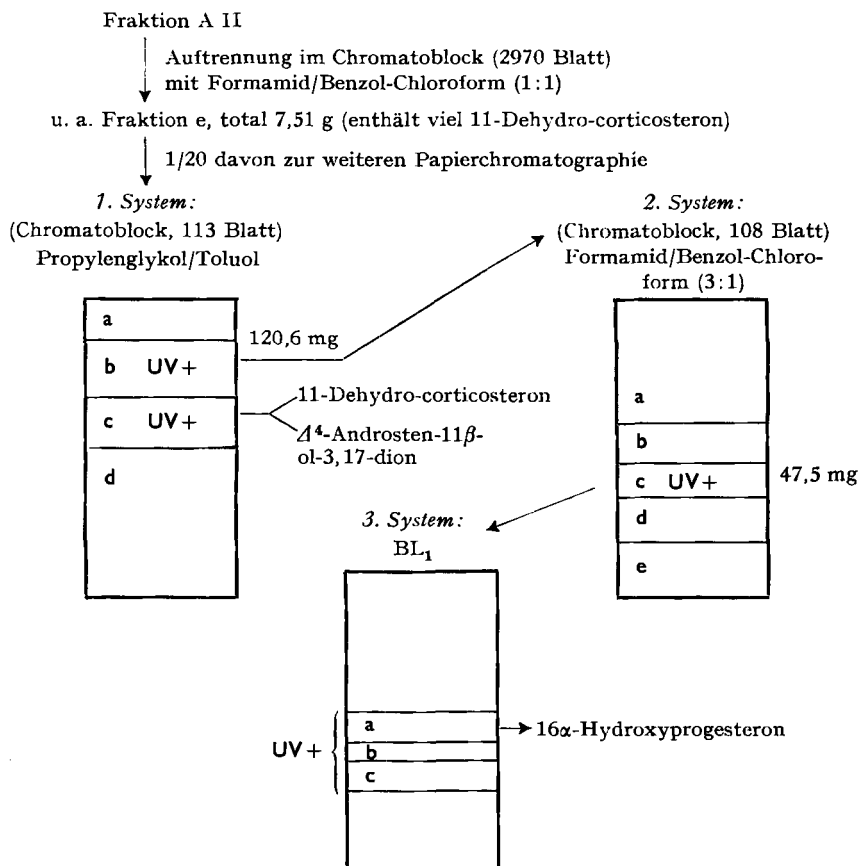 Fraktion A II
Auftrennung im Chromatoblock (2970 Blatt)
mit Formamid/Benzol-Chloroform (1:1)
u. a. Fraktion e, total 7,51 g (enthält viel 11-Dehydro-corticosteron)
1/20 davon zur weiteren Papierchromatographie
1. System:
(Chromatoblock, 113 Blatt)
Propylenglykol/Toluol
a
b UV+
120,6 mg
c UV+
11-Dehydro-corticosteron
Δ⁴-Androsten-11β-
ol-3,17-dion
d
2. System:
(Chromatoblock, 108 Blatt)
Formamid/Benzol-Chloro-
form (3:1)
a
b
c UV+
47,5 mg
d
e
3. System:
BL₁
UV+
a
16α-Hydroxyprogesteron
b
c